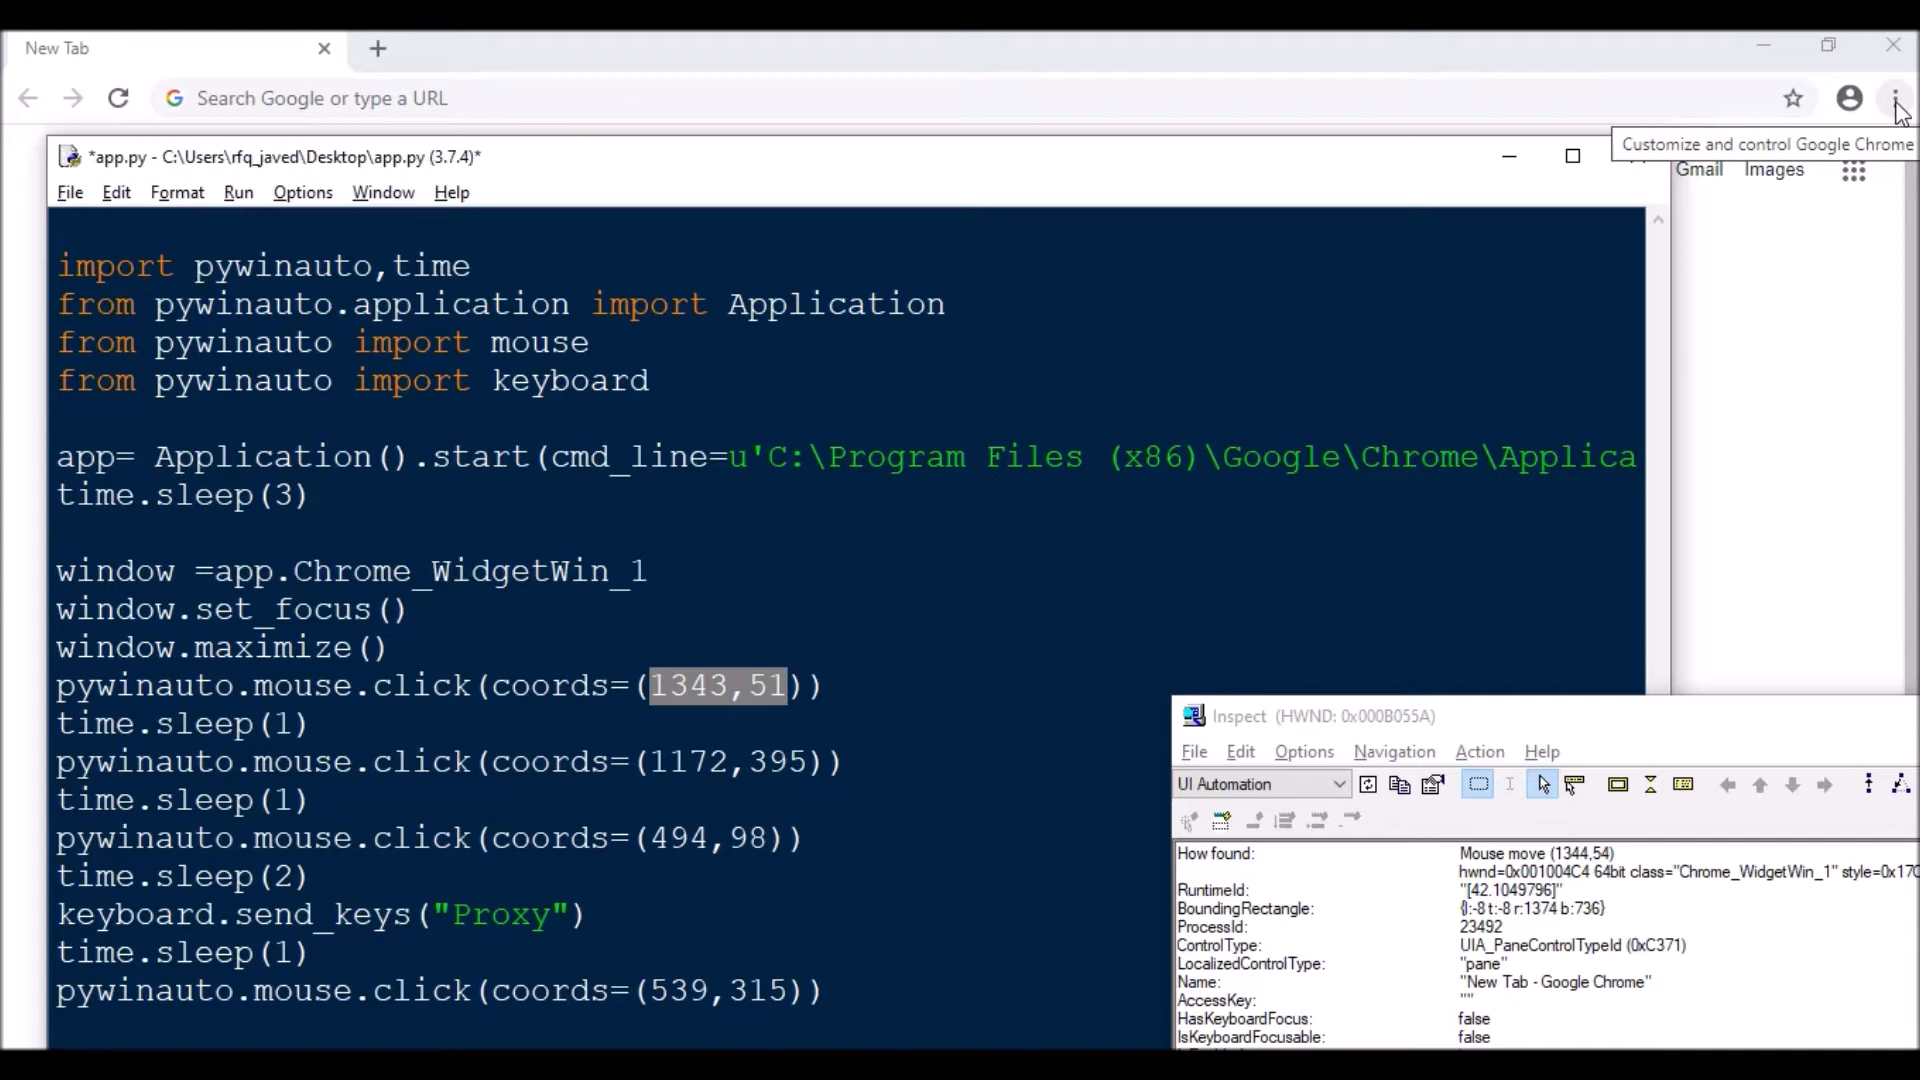 New Tab
Search Google or type a URL
Customize and control Google Chrome
Gmail Images
*app.py - C:\Users\rfq_javed\Desktop\app.py (3.7.4)*
File Edit Format Run Options Window Help
import pywinauto,time
from pywinauto.application import Application
from pywinauto import mouse
from pywinauto import keyboard
app= Application().start(cmd_line=u'C:\Program Files (x86)\Google\Chrome\Applica
time.sleep(3)
window =app.Chrome_WidgetWin_1
window.set_focus()
window.maximize()
pywinauto.mouse.click(coords=(1343,51))
time.sleep(1)
pywinauto.mouse.click(coords=(1172,395))
time.sleep(1)
pywinauto.mouse.click(coords=(494,98))
time.sleep(2)
keyboard.send_keys("Proxy")
time.sleep(1)
pywinauto.mouse.click(coords=(539,315))
Inspect (HWND: 0x000B055A)
File Edit Options Navigation Action Help
UI Automation
How found: Mouse move (1344,54)
hwnd=0x001004C4 64bit class="Chrome_WidgetWin_1" style=0x17C
RuntimeId: "[42.1049796]"
BoundingRectangle: {l:-8 t:-8 r:1374 b:736}
ProcessId: 23492
ControlType: UIA_PaneControlTypeId (0xC371)
LocalizedControlType: "pane"
Name: "New Tab - Google Chrome"
AccessKey: ""
HasKeyboardFocus: false
IsKeyboardFocusable: false